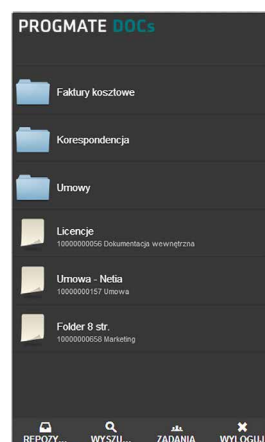 PROGMATE DOCs
Faktury kosztowe
Korespondencja
Umowy
Licencje
10000000056 Dokumentacja wewnętrzna
Umowa - Netia
10000000157 Umowa
Folder 8 str.
10000000658 Marketing
REPOZY... WYSZU... ZADANIA WYLOGUJ